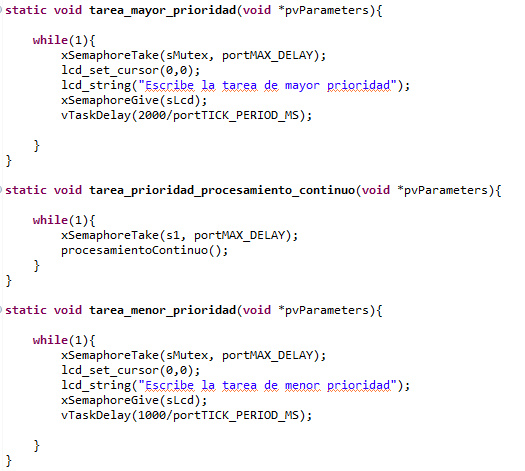 static void tarea_mayor_prioridad(void *pvParameters){
while(1){
xSemaphoreTake(sMutex, portMAX_DELAY);
lcd_set_cursor(0,0);
lcd_string("Escribe la tarea de mayor prioridad");
xSemaphoreGive(sLcd);
vTaskDelay(2000/portTICK_PERIOD_MS);
}
}
static void tarea_prioridad_procesamiento_continuo(void *pvParameters){
while(1){
xSemaphoreTake(s1, portMAX_DELAY);
procesamientoContinuo();
}
}
static void tarea_menor_prioridad(void *pvParameters){
while(1){
xSemaphoreTake(sMutex, portMAX_DELAY);
lcd_set_cursor(0,0);
lcd_string("Escribe la tarea de menor prioridad");
xSemaphoreGive(sLcd);
vTaskDelay(1000/portTICK_PERIOD_MS);
}
}